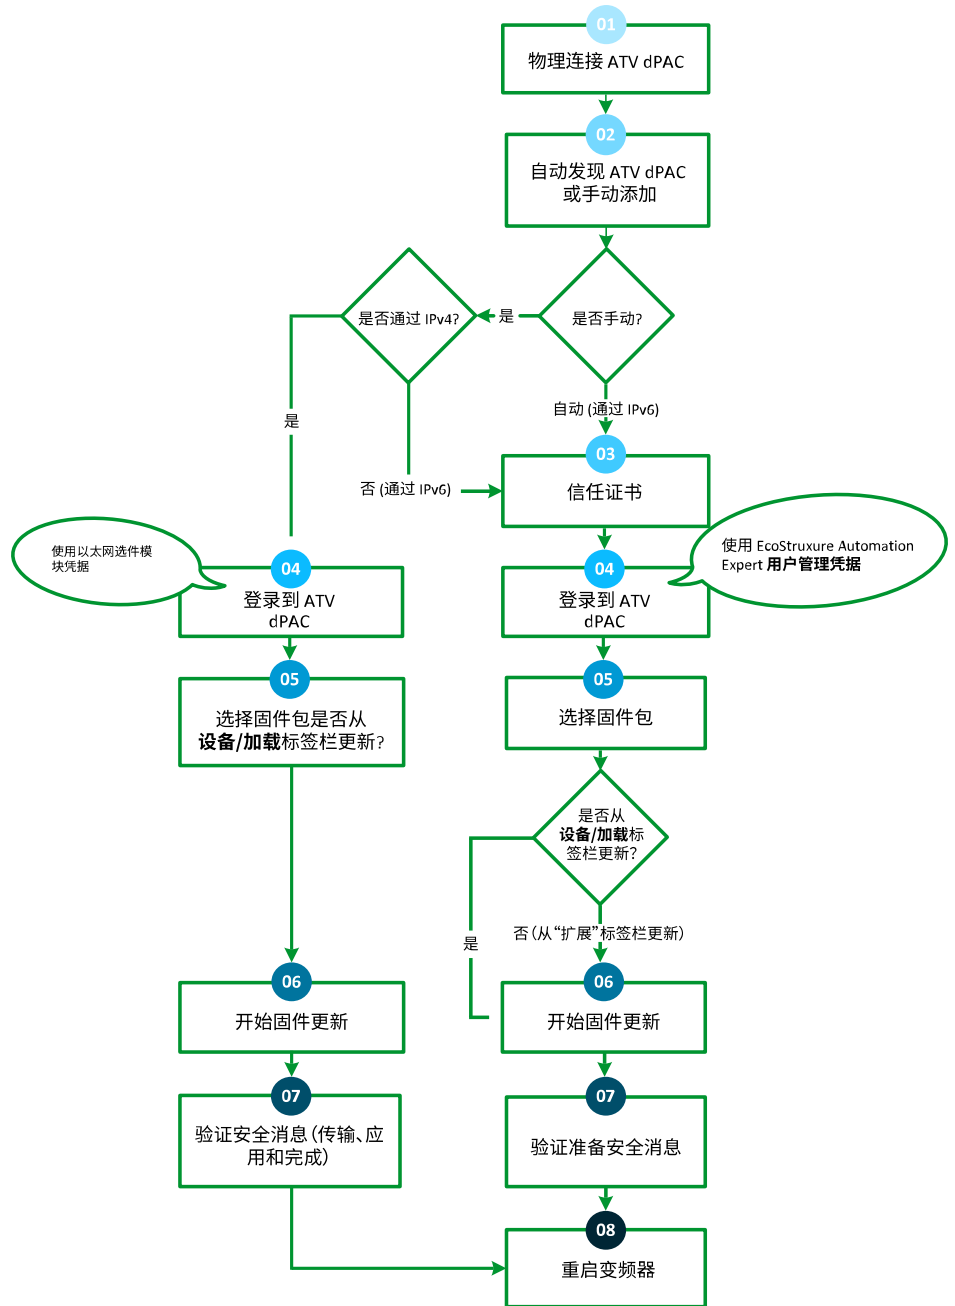 01
物理连接 ATV dPAC
02
自动发现 ATV dPAC
或手动添加
是否通过 IPv4?
是
是否手动?
自动 (通过 IPv6)
是
03
信任证书
否 (通过 IPv6)
使用以太网选件模
块凭据
使用 EcoStruxure Automation
Expert 用户管理凭据
04
登录到 ATV
dPAC
04
登录到 ATV
dPAC
05
选择固件包是否从
设备/加载标签栏更新?
05
选择固件包
是否从
设备/加载标
签栏更新?
否（从“扩展”标签栏更新）
是
06
开始固件更新
06
开始固件更新
07
验证安全消息（传输、应
用和完成）
07
验证准备安全消息
08
重启变频器